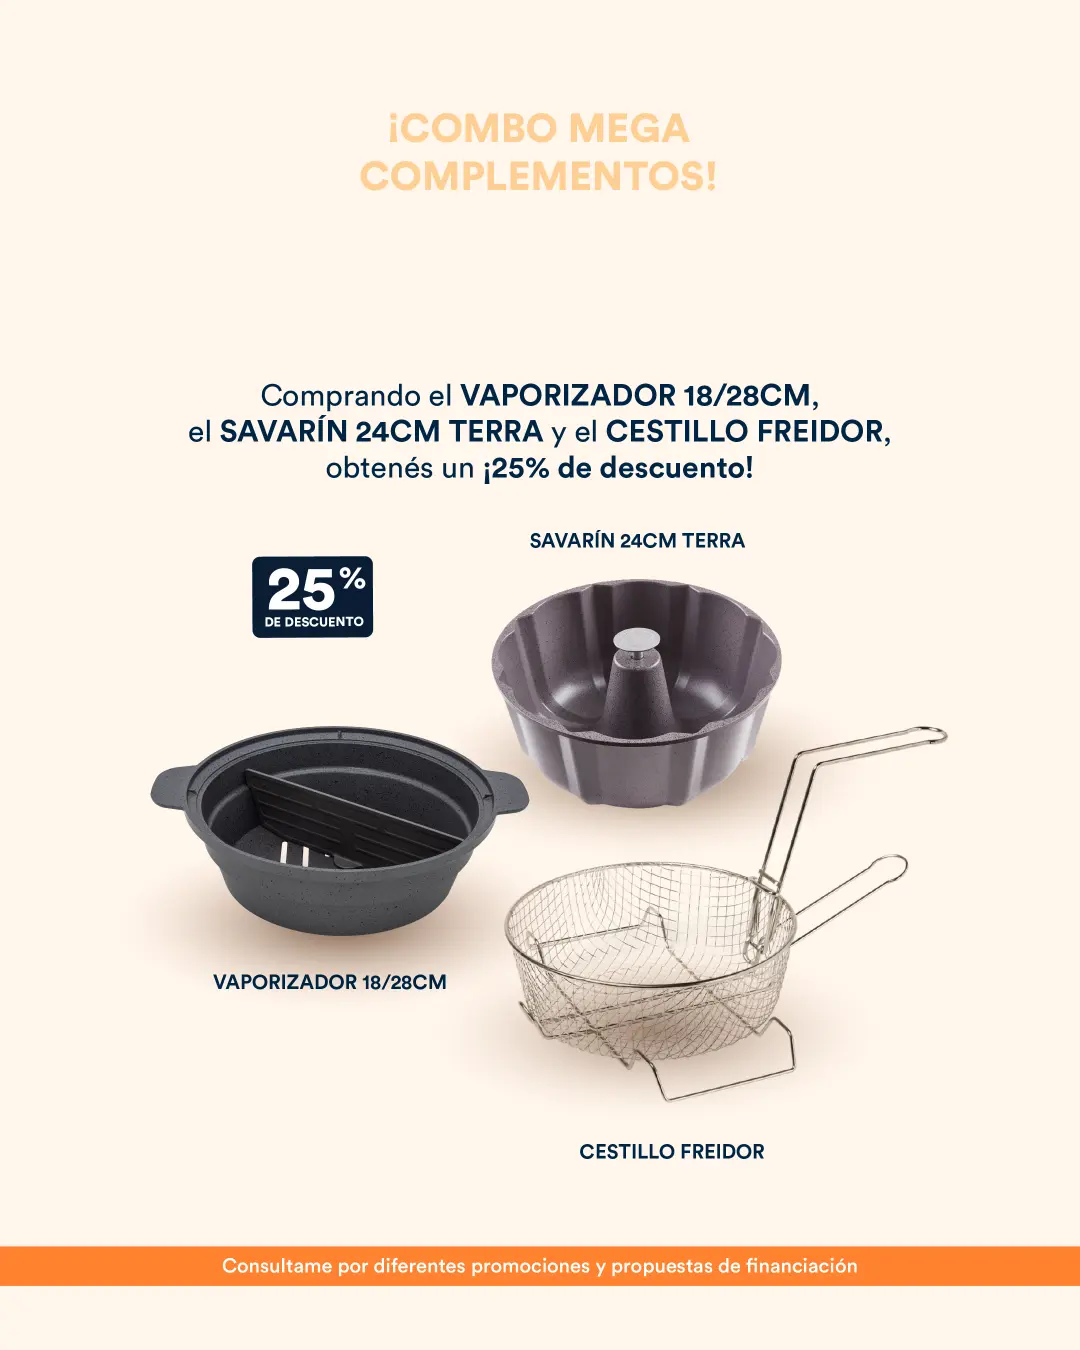 ¡COMBO MEGA
COMPLEMENTOS!
Comprando el VAPORIZADOR 18/28CM,
el SAVARÍN 24CM TERRA y el CESTILLO FREIDOR,
obtenés un ¡25% de descuento!
SAVARÍN 24CM TERRA
25%
DE DESCUENTO
VAPORIZADOR 18/28CM
CESTILLO FREIDOR
Consultame por diferentes promociones y propuestas de financiación